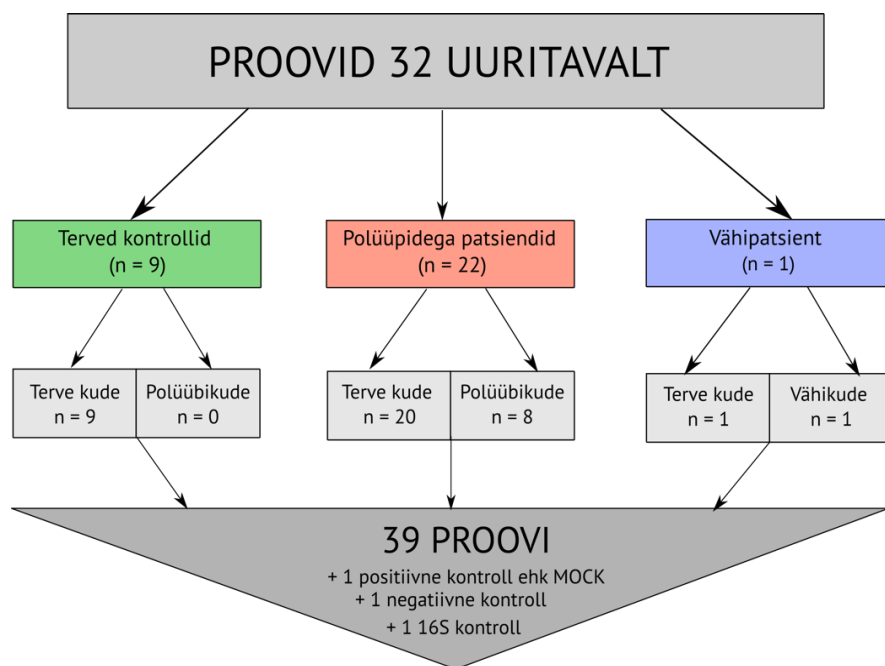 PROOVID 32 UURITAVALT
Terved kontrollid
(n = 9)
Polüüpidega patsiendid
(n = 22)
Vähipatsient
(n = 1)
Terve kude
n = 9
Polüübikude
n = 0
Terve kude
n = 20
Polüübikude
n = 8
Terve kude
n = 1
Vähikude
n = 1
39 PROOVI
+ 1 positiivne kontroll ehk MOCK
+ 1 negatiivne kontroll
+ 1 16S kontroll